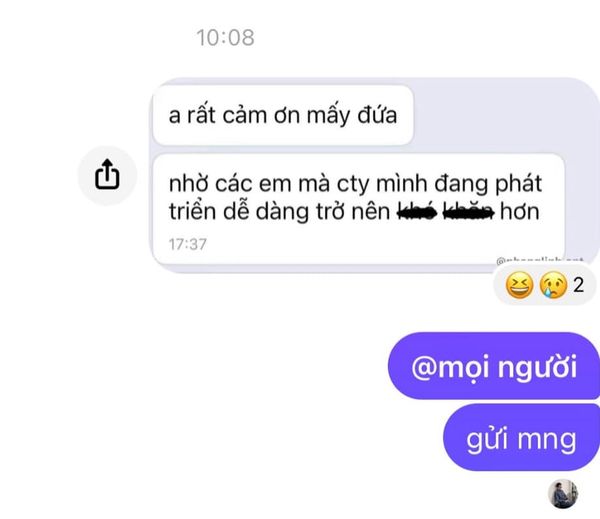 10:08
a rất cảm ơn mấy đứa
nhờ các em mà cty mình đang phát
triển dễ dàng trở nên khó khăn hơn
17:37
2
@mọi người
gửi mng